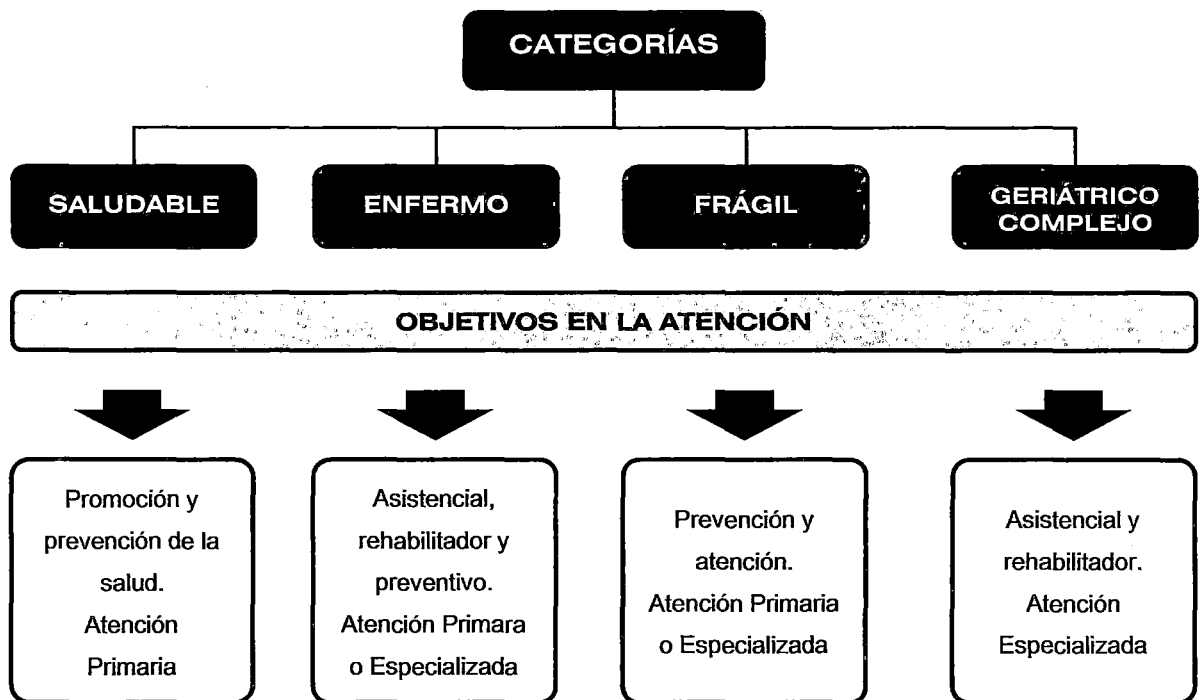 CATEGORÍAS
SALUDABLE
ENFERMO
FRÁGIL
GERIÁTRICO
COMPLEJO
OBJETIVOS EN LA ATENCIÓN
Promoción y
prevención de la
salud.
Atención
Primaria
Asistencial,
rehabilitador y
preventivo.
Atención Primara
o Especializada
Prevención y
atención.
Atención Primaria
o Especializada
Asistencial y
rehabilitador.
Atención
Especializada